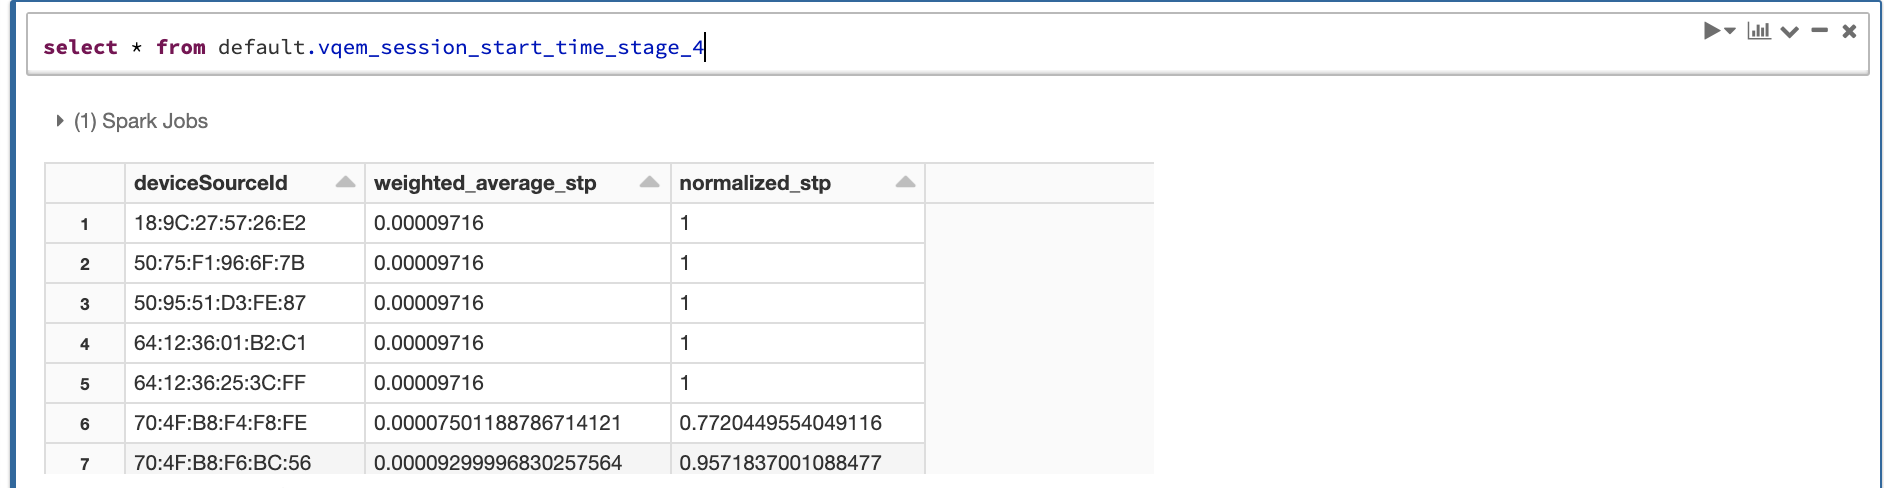 select * from default.vqem_session_start_time_stage_4
(1) Spark Jobs
deviceSourceId weighted_average_stp normalized_stp
1 18:9C:27:57:26:E2 0.00009716 1
2 50:75:F1:96:6F:7B 0.00009716 1
3 50:95:51:D3:FE:87 0.00009716 1
4 64:12:36:01:B2:C1 0.00009716 1
5 64:12:36:25:3C:FF 0.00009716 1
6 70:4F:B8:F4:F8:FE 0.00007501188786714121 0.7720449554049116
7 70:4F:B8:F6:BC:56 0.00009299996830257564 0.9571837001088477